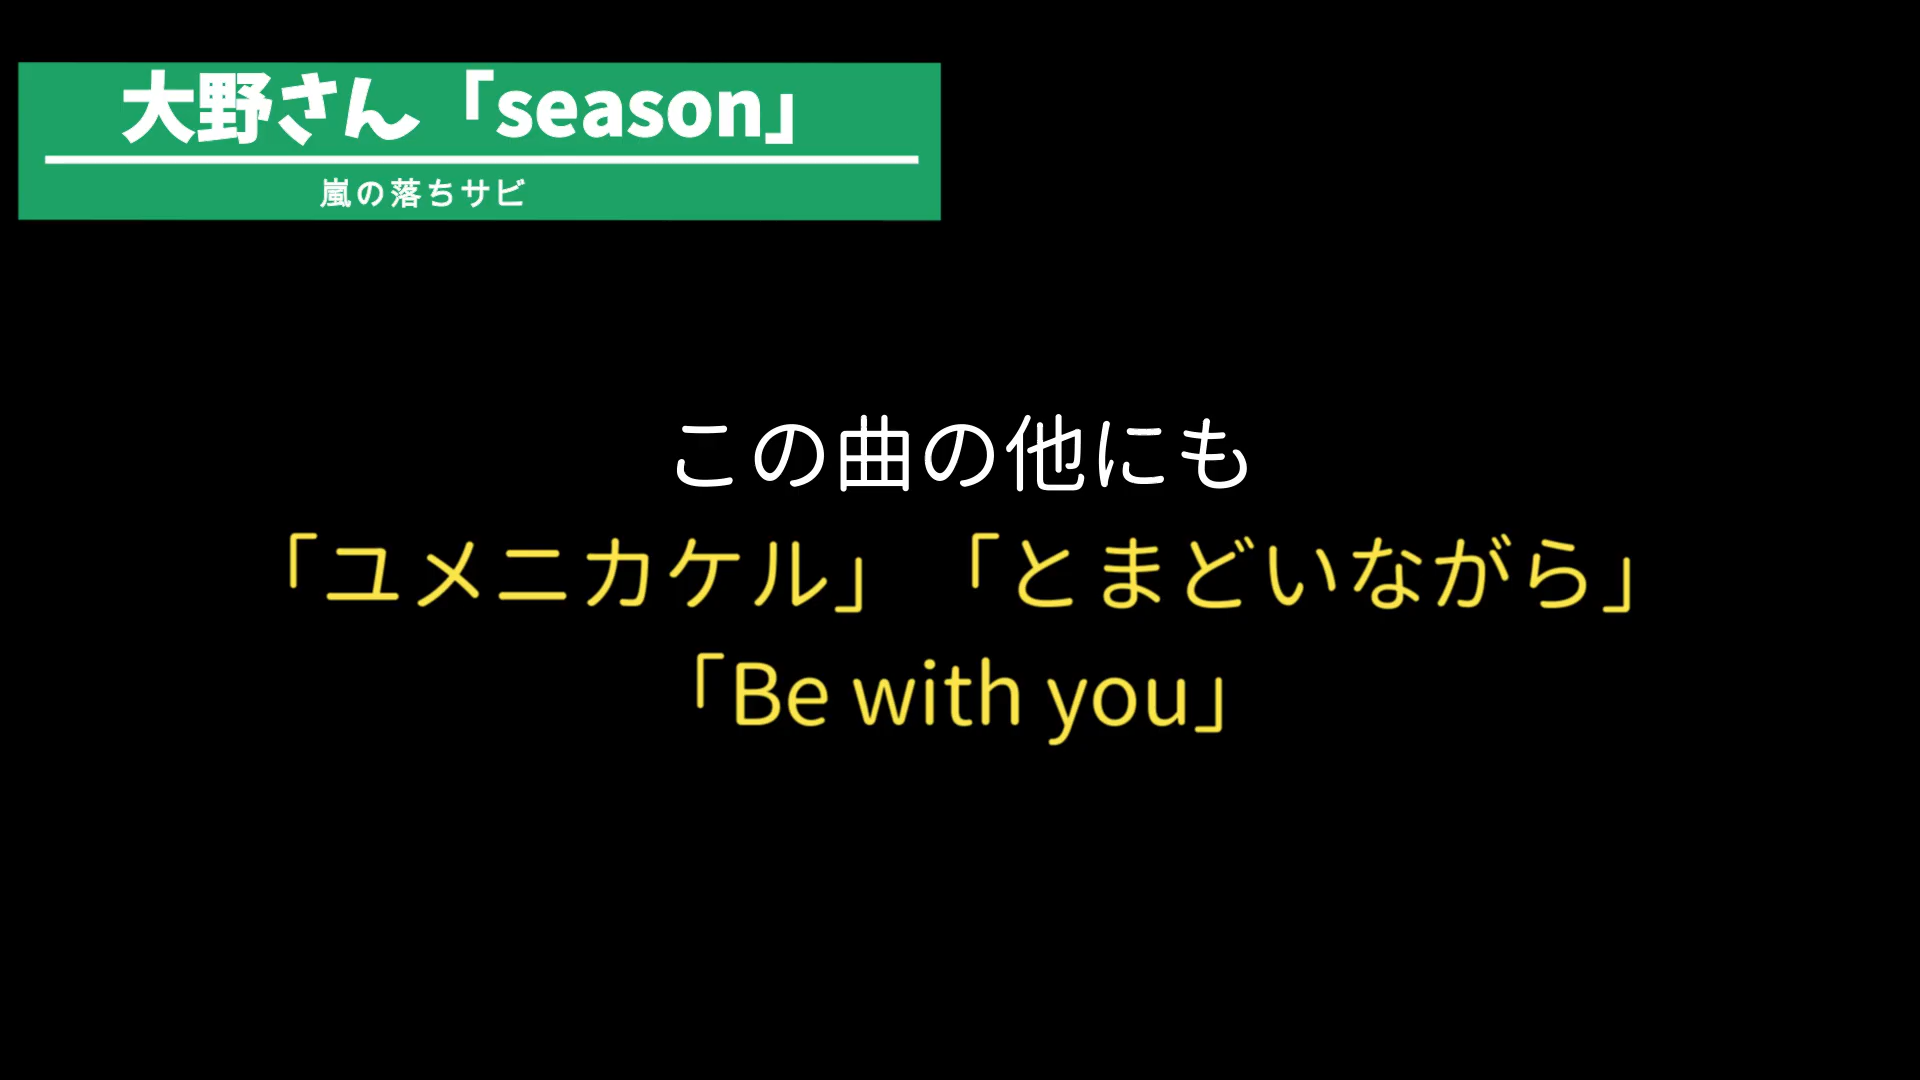 大野さん「season」
嵐の落ちサビ
この曲の他にも
「ユメニカケル」「とまどいながら」
「Be with you」